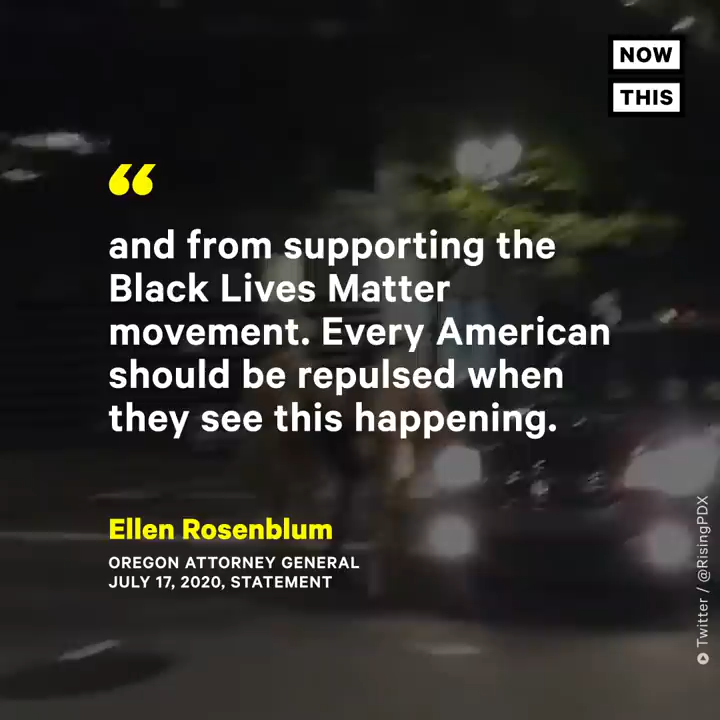 NOW
THIS
“
and from supporting the
Black Lives Matter
movement. Every American
should be repulsed when
they see this happening.
Ellen Rosenblum
OREGON ATTORNEY GENERAL
JULY 17, 2020, STATEMENT
Twitter / @RisingPDX